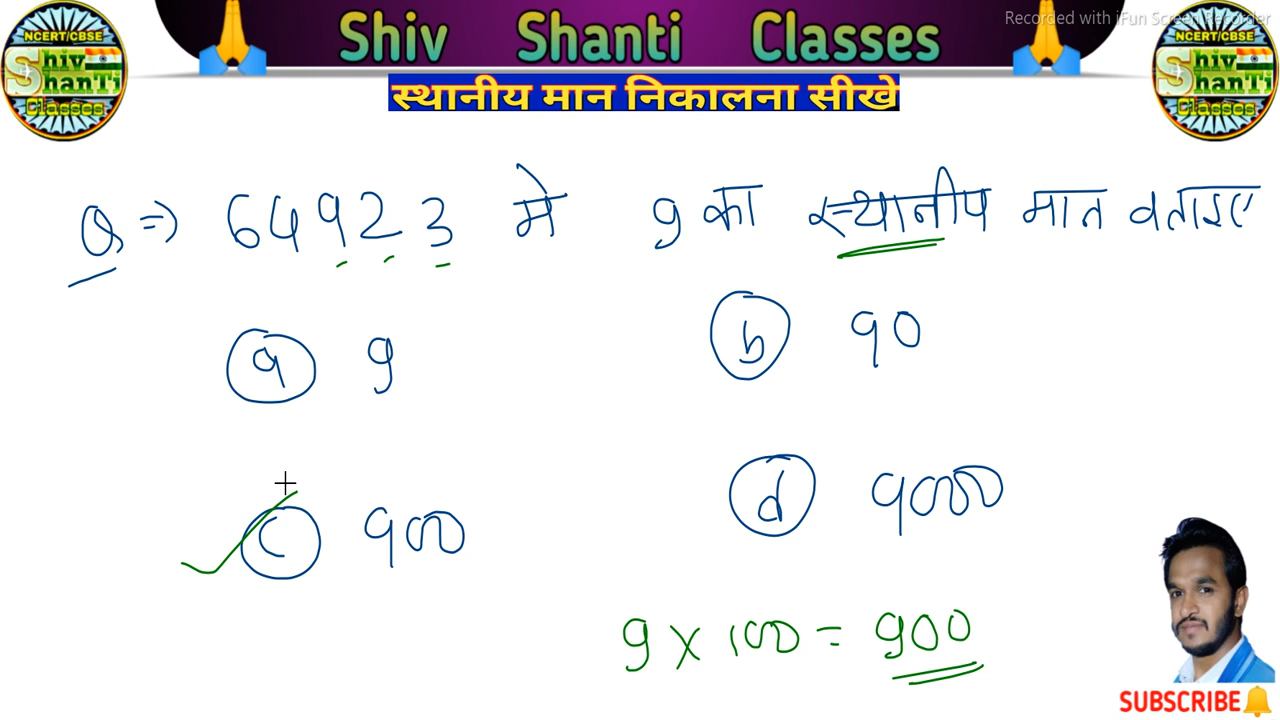 Recorded with iFun Screen Recorder
Shiv Shanti Classes
NCERT/CBSE
Shiv
ShanTi
Classes
NCERT/CBSE
Shiv
ShanTi
Classes
स्थानीय मान निकालना सीखे
Q => 64923 में 9 का स्थानीय मान बताइए
a 9
b 90
c 900
d 9000
9 × 100 = 900
SUBSCRIBE